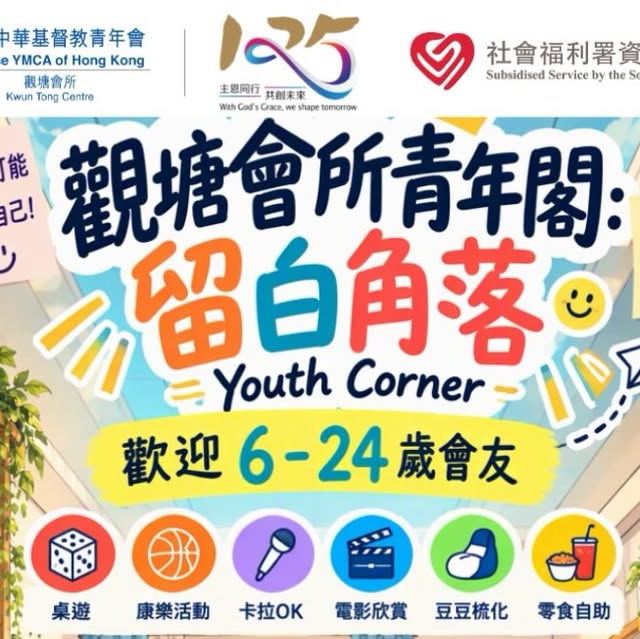 中華基督教青年會
se YMCA of Hong Kong
觀塘會所
Kwun Tong Centre
125
主恩同行 共創未來
With God's Grace, we shape tomorrow
社會福利署資
Subsidised Service by the So
可能
自己!
觀塘會所青年閣:
留白角落
Youth Corner
歡迎 6-24 歲會友
桌遊
康樂活動
卡拉OK
電影欣賞
豆豆梳化
零食自助